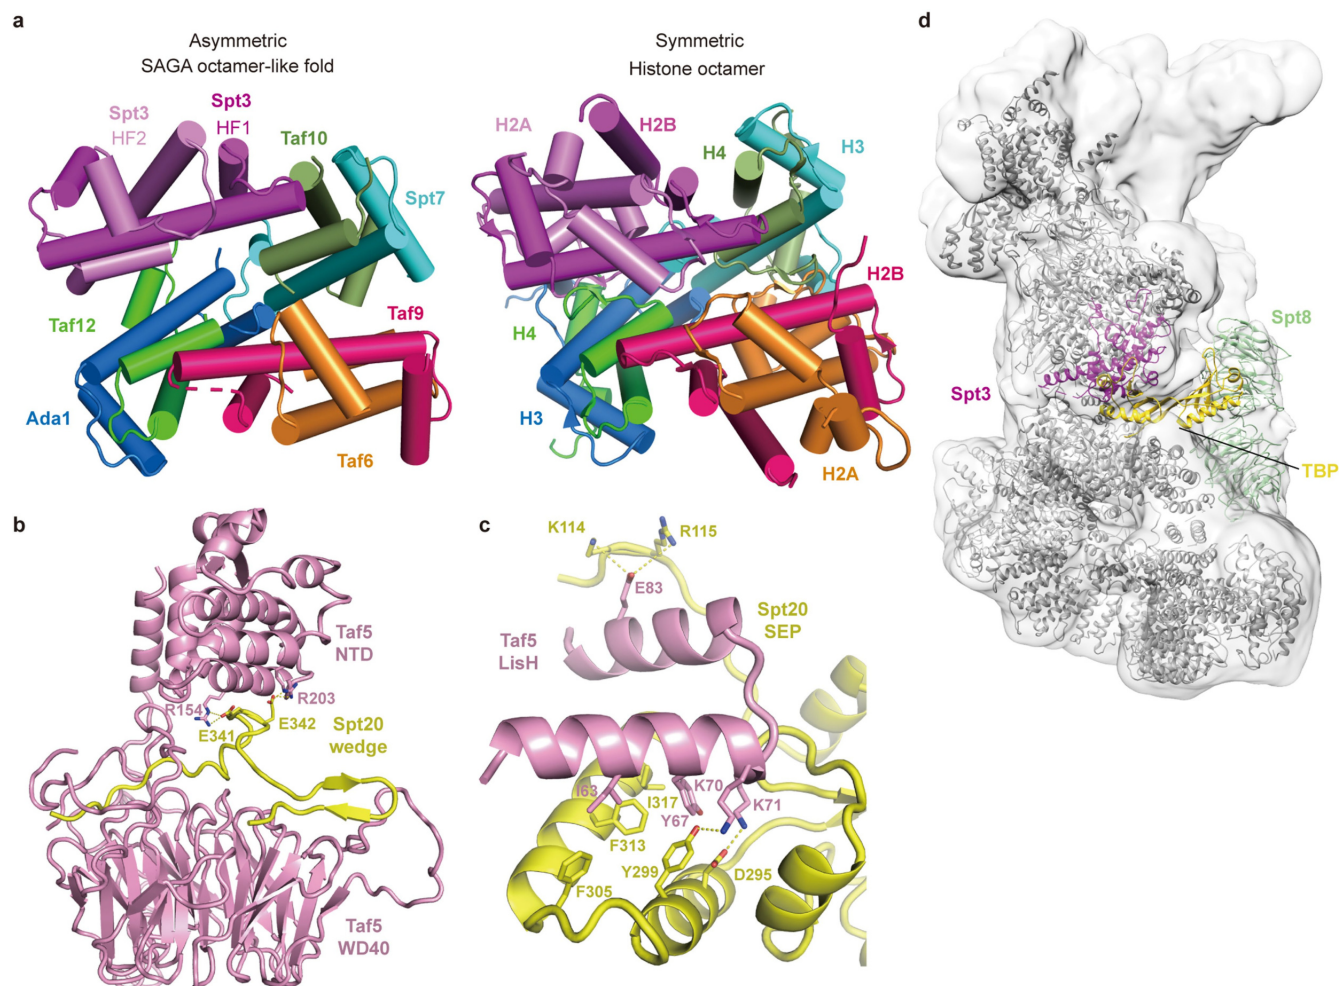 a
Asymmetric
SAGA octamer-like fold
Spt3
HF2
Spt3
HF1
Taf10
Spt7
Taf12
Taf9
Ada1
Taf6
Symmetric
Histone octamer
H2A
H2B
H4
H3
H2B
H4
H3
H2A
b
Taf5
NTD
R154
R203
E341
E342
Spt20
wedge
Taf5
WD40
c
K114
R115
E83
Taf5
LisH
Spt20
SEP
I63
I317
K70
K71
Y67
F313
Y299
D295
F305
d
Spt8
Spt3
TBP